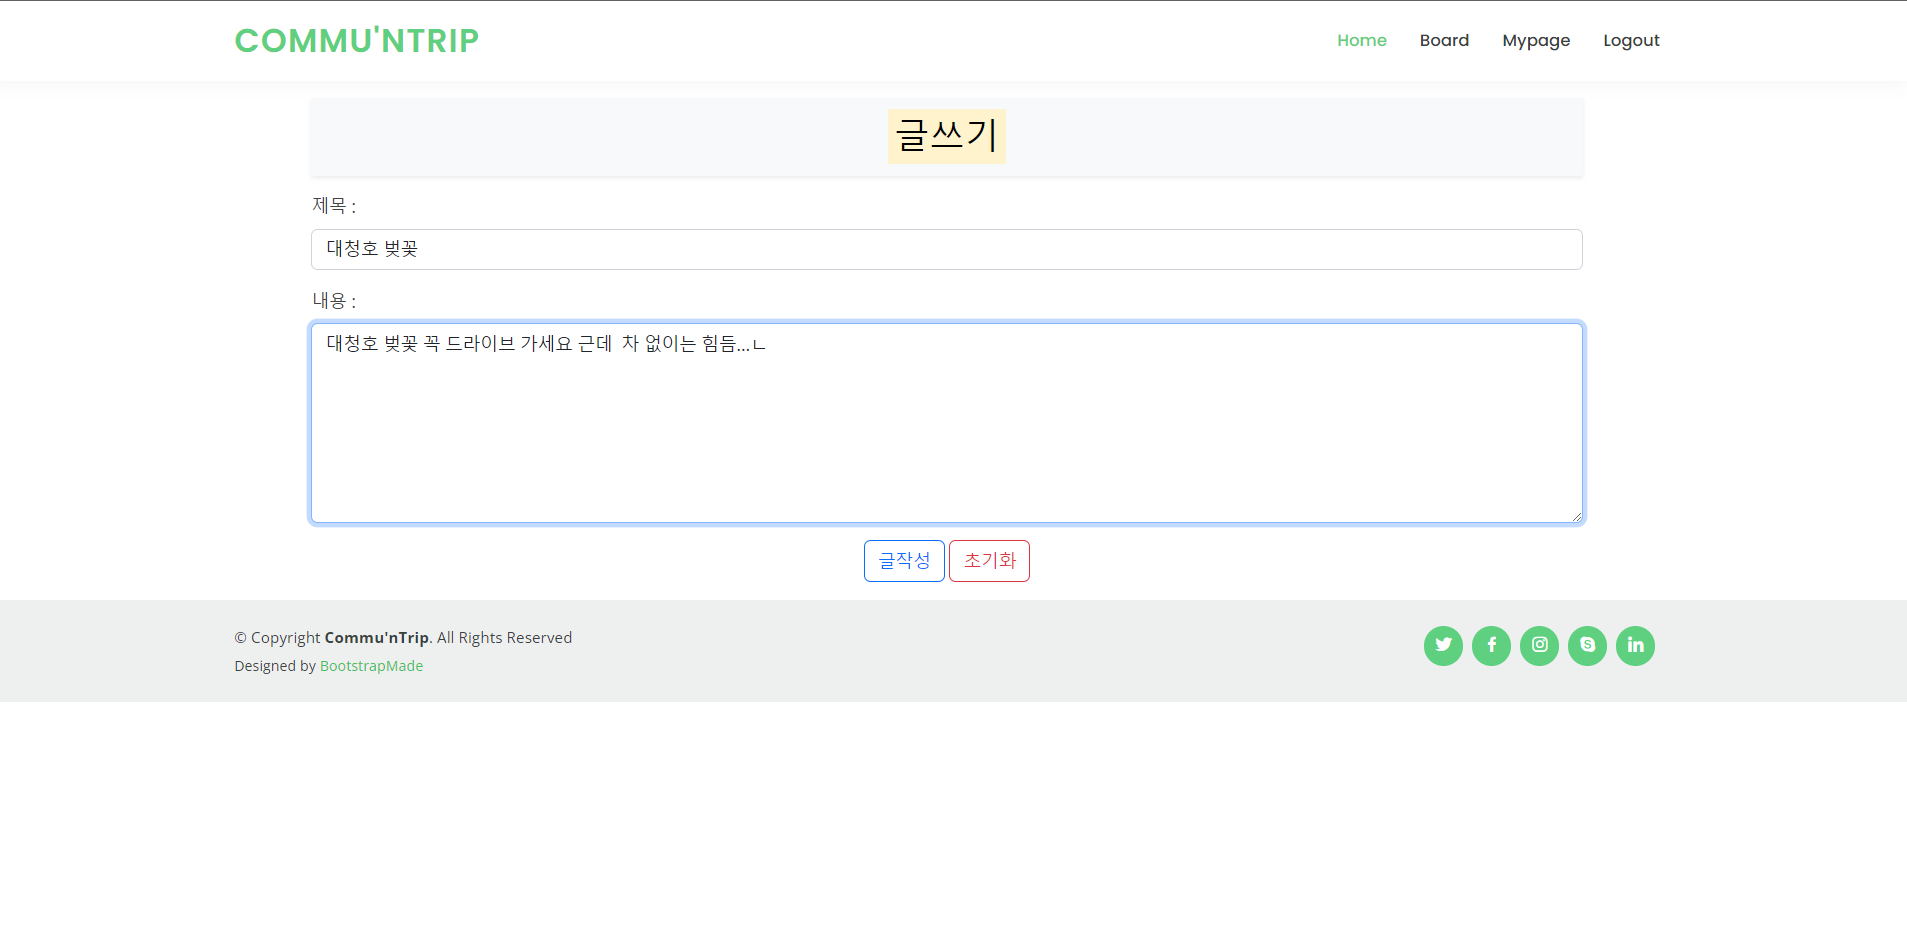 COMMU'NTRIP
Home Board Mypage Logout
글쓰기
제목 :
대청호 벚꽃
내용 :
대청호 벚꽃 꼭 드라이브 가세요 근데  차 없이는 힘듬...ㄴ
글작성 초기화
© Copyright Commu'nTrip. All Rights Reserved
Designed by BootstrapMade